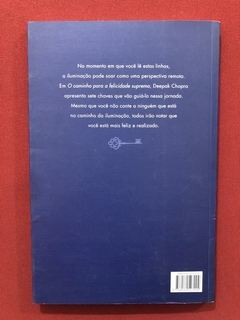 No momento em que você lê estas linhas,
a iluminação pode soar como uma perspectiva remota.
Em O caminho para a felicidade suprema, Deepak Chopra
apresenta sete chaves que vão guiá-lo nessa jornada.
Mesmo que você não conte a ninguém que está
no caminho da iluminação, todos irão notar que
você está mais feliz e realizado.